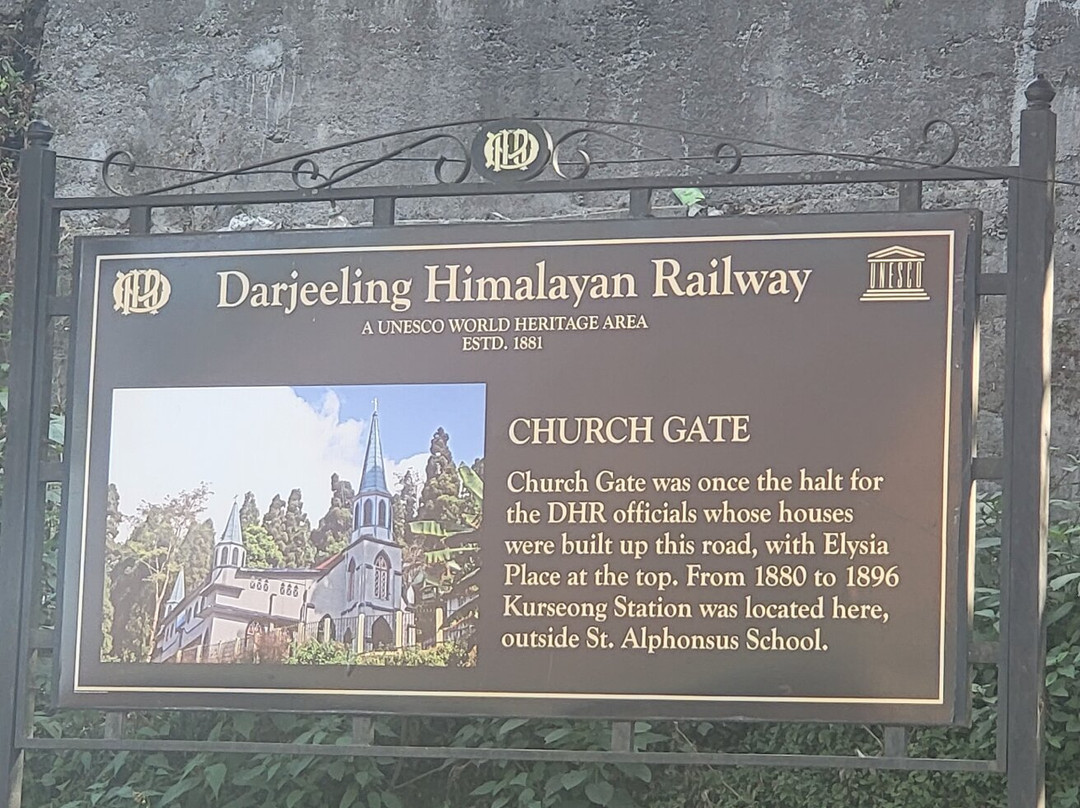 DHR
DHR
Darjeeling Himalayan Railway
UNESCO
A UNESCO WORLD HERITAGE AREA
ESTD. 1881
CHURCH GATE
Church Gate was once the halt for
the DHR officials whose houses
were built up this road, with Elysia
Place at the top. From 1880 to 1896
Kurseong Station was located here,
outside St. Alphonsus School.